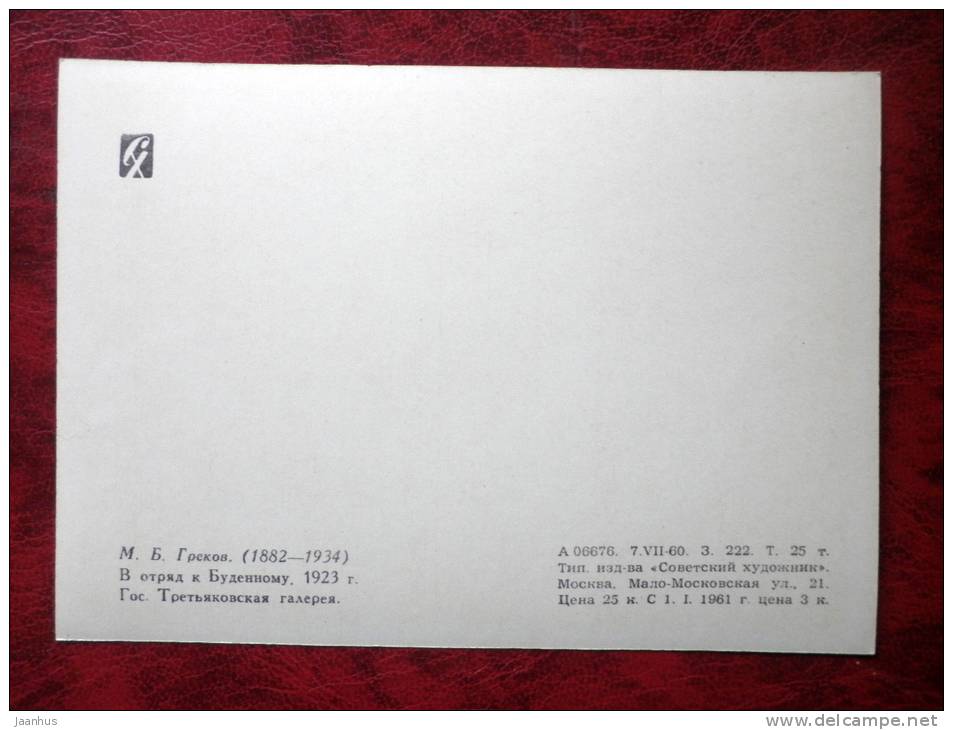 СХ
М. Б. Греков. (1882—1934)
В отряд к Буденному, 1923 г.
Гос. Третьяковская галерея.
А 06676. 7.VII-60. З. 222. Т. 25 т.
Тип. изд-ва «Советский художник».
Москва. Мало-Московская ул., 21.
Цена 25 к. С 1. I. 1961 г. цена 3 к.
jaanhus
www.delcampe.net